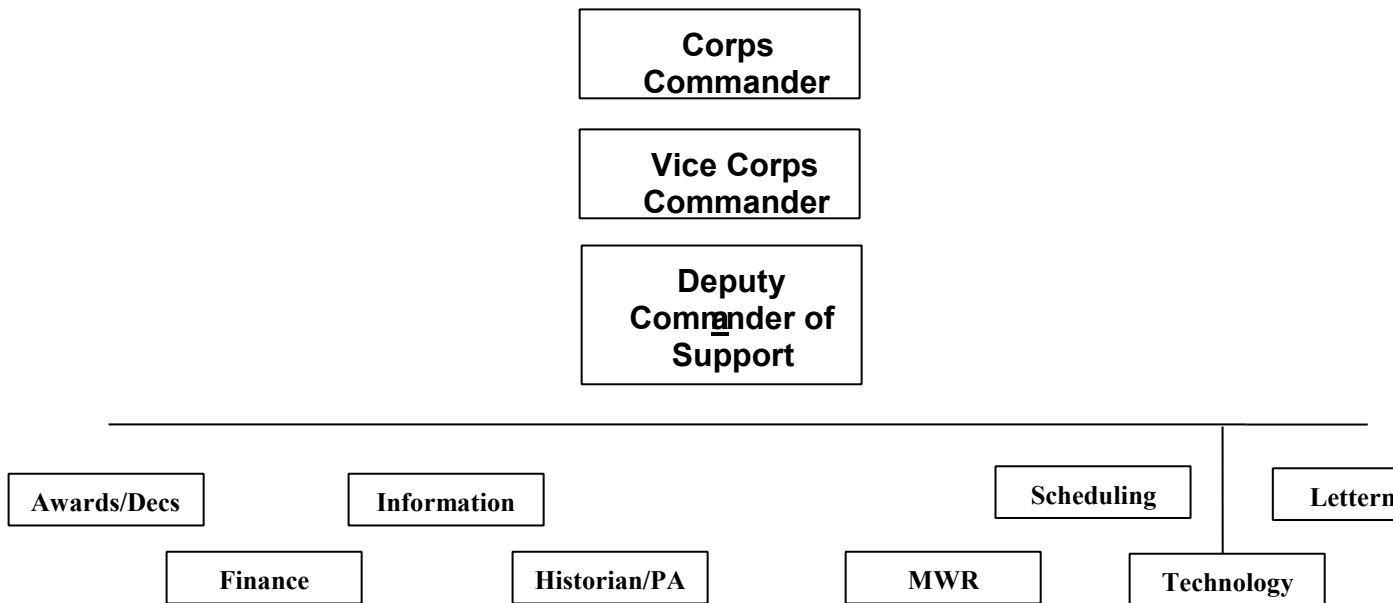 Corps
Commander
Vice Corps
Commander
Deputy
Commander of
Support
Awards/Decs
Information
Scheduling
Finance
Historian/PA
MWR
Technology